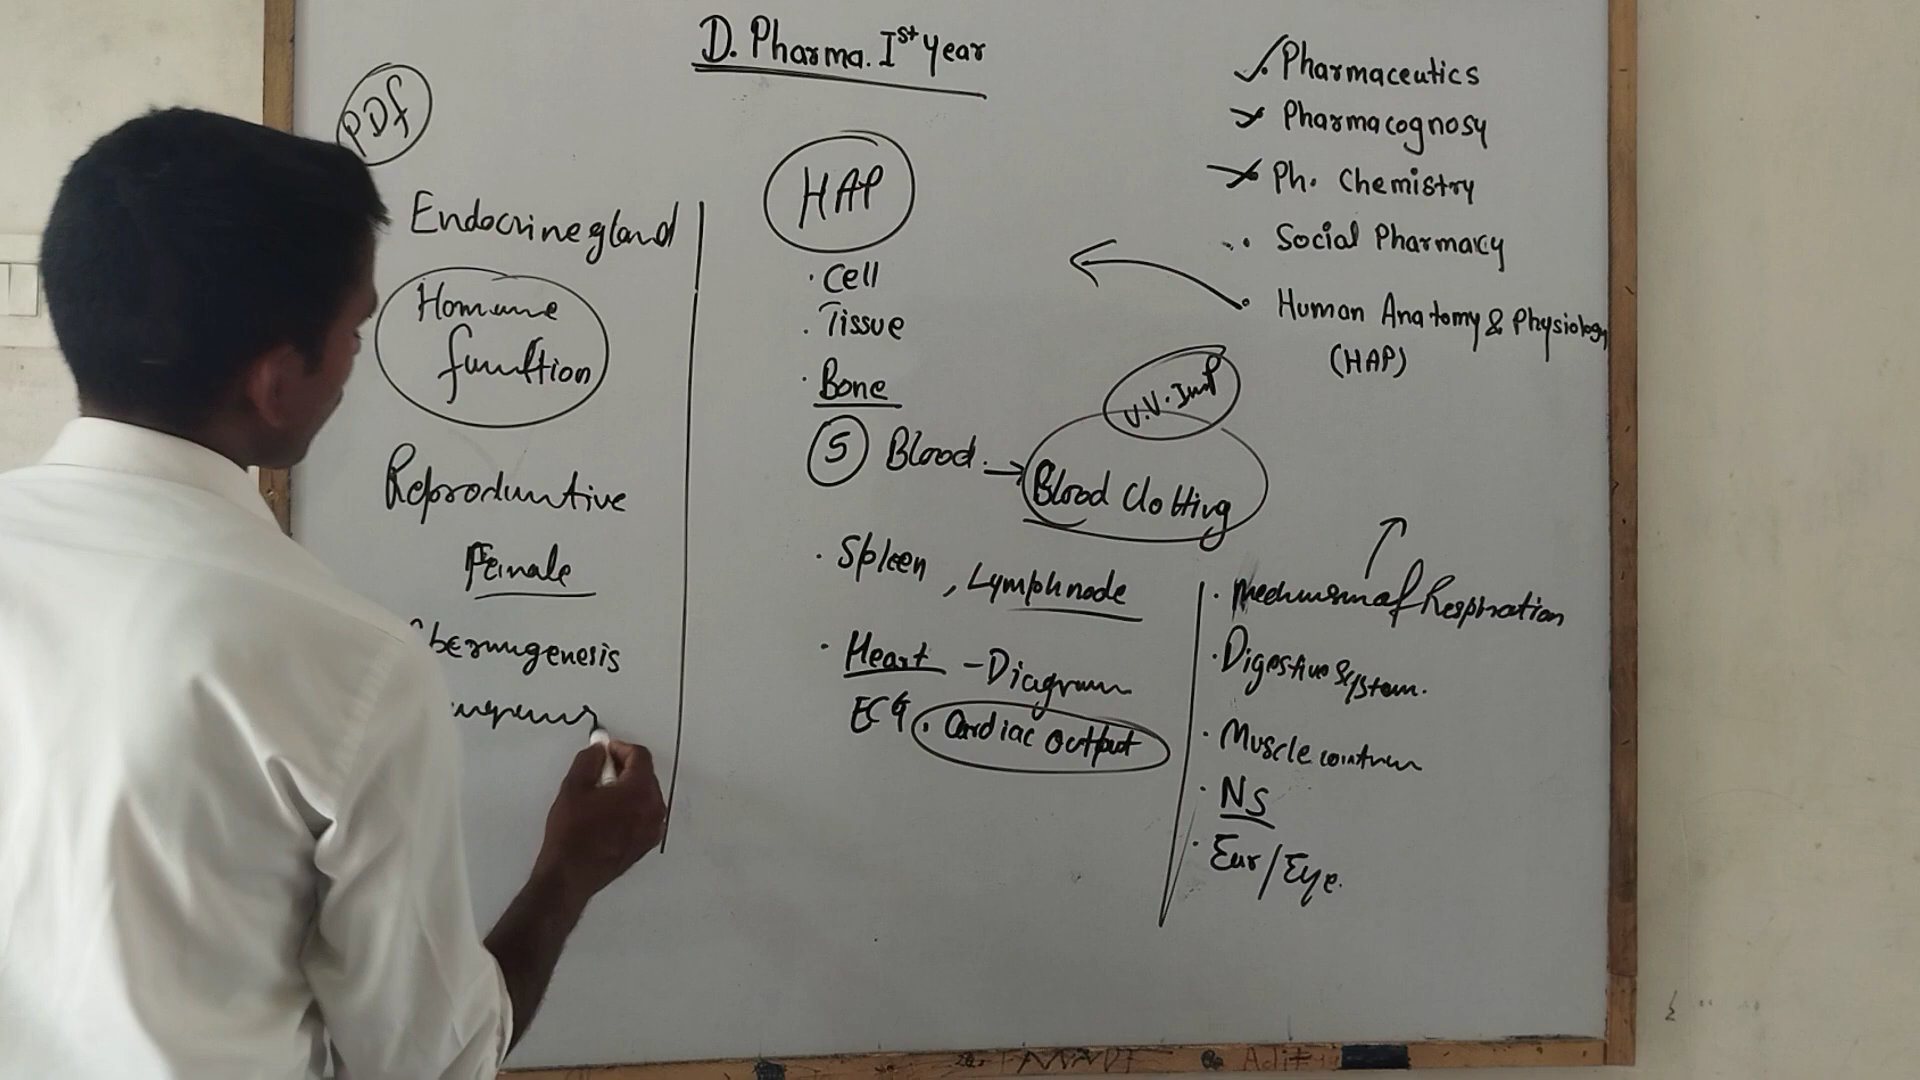 D. Pharma. Ist year
PDf
Endocrine gland
Hormone
function
Reproductive
Female
HAP
· Cell
· Tissue
· Bone
5 Blood. → Blood Clotting
V.V. Imp
· Spleen, Lymph node
· Heart - Diagram
ECG . Cardiac output
✓. Pharmaceutics
Pharmacognosy
Ph. Chemistry
Social Pharmacy
Human Anatomy & Physiology
(HAP)
· Mechanism of Respiration
· Digestive System.
· Muscle
· NS
· Ear/Eye.